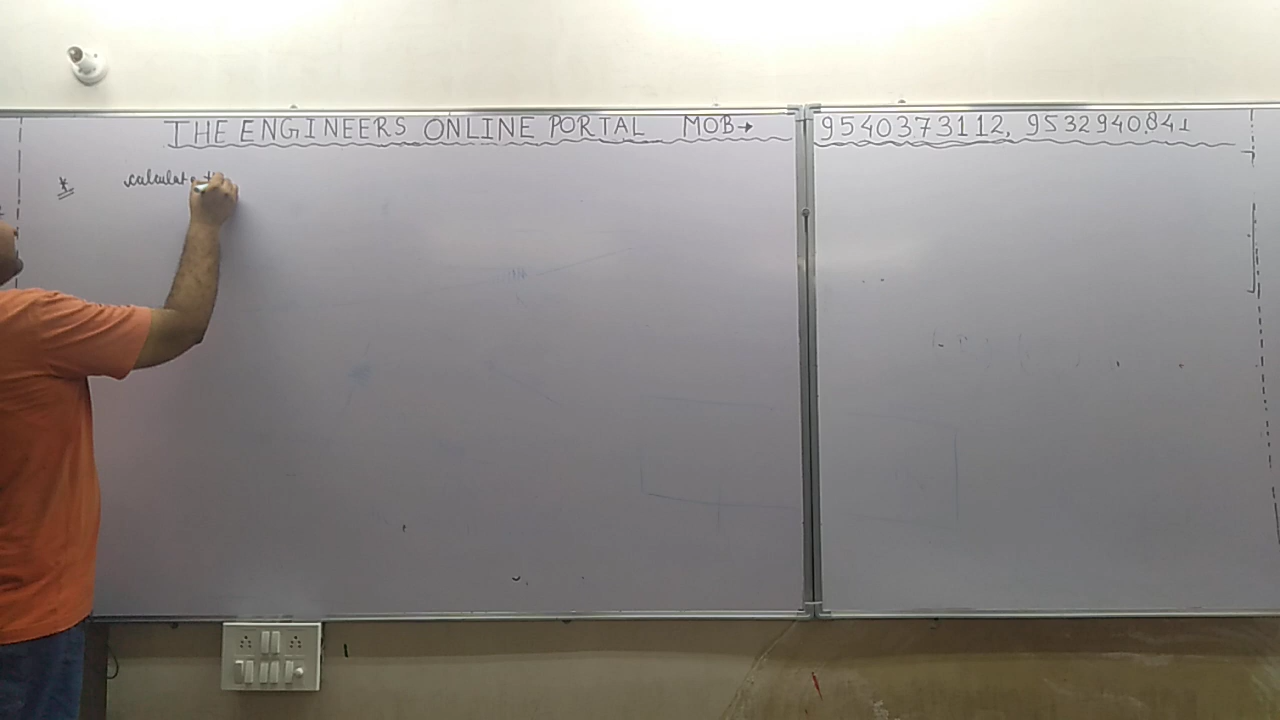 THE ENGINEERS ONLINE PORTAL MOB→ 9540373112, 9532940841
* calculate